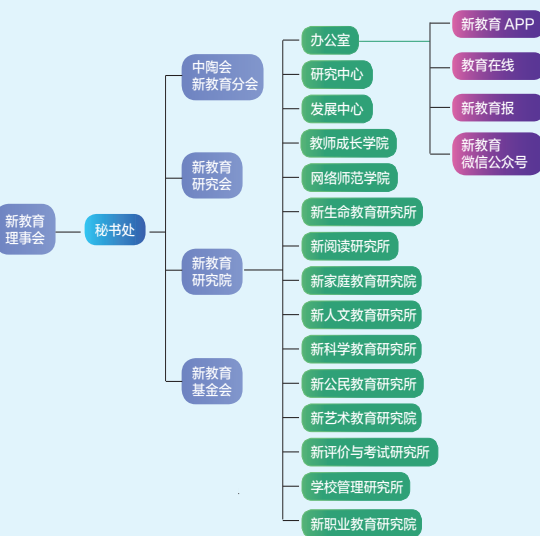 新教育
理事会
秘书处
中陶会
新教育分会
新教育
研究会
新教育
研究院
新教育
基金会
办公室
研究中心
发展中心
教师成长学院
网络师范学院
新生命教育研究所
新阅读研究所
新家庭教育研究院
新人文教育研究所
新科学教育研究所
新公民教育研究所
新艺术教育研究院
新评价与考试研究所
学校管理研究所
新职业教育研究院
新教育 APP
教育在线
新教育报
新教育
微信公众号